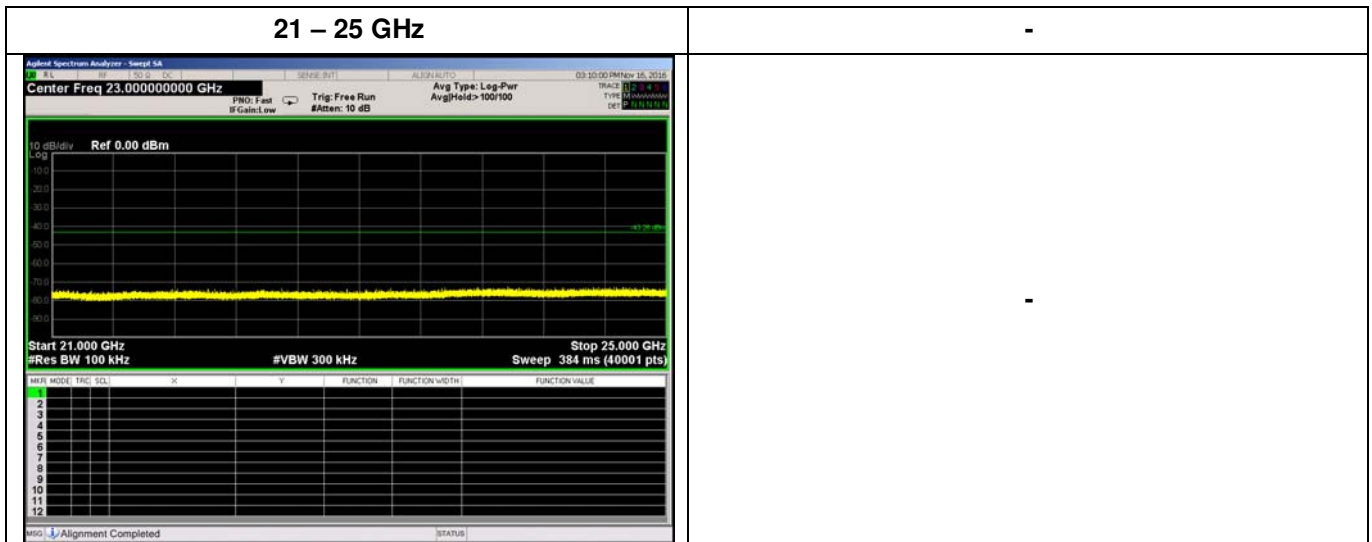 21 – 25 GHz
-
Agilent Spectrum Analyzer - Swept SA
RL RF 50 Ω DC SENSE:INT ALIGN AUTO 03:10:00 PM Nov 16, 2016
Center Freq 23.000000000 GHz
PNO: Fast
IFGain:Low
Trig: Free Run
#Atten: 10 dB
Avg Type: Log-Pwr
Avg|Hold:>100/100
TRACE 1 2 3 4 5 6
TYPE
DET P N N N N N
10 dB/div Ref 0.00 dBm
Log
-10.0
-20.0
-30.0
-40.0
-50.0
-60.0
-70.0
-80.0
-90.0
Start 21.000 GHz
Stop 25.000 GHz
#Res BW 100 kHz
#VBW 300 kHz
Sweep 384 ms (40001 pts)
MKR MODE TRC SCL X Y FUNCTION FUNCTION WIDTH FUNCTION VALUE
1
2
3
4
5
6
7
8
9
10
11
12
MSG Alignment Completed
STATUS
-